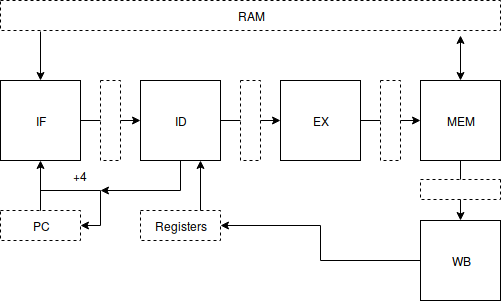 RAM
IF
ID
EX
MEM
+4
PC
Registers
WB